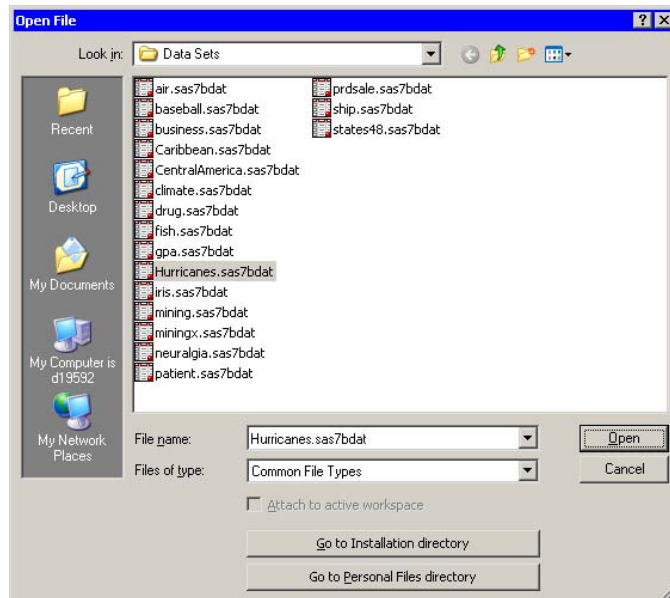 Open File
Look in:
Data Sets
Recent
Desktop
My Documents
My Computer is
d19592
My Network
Places
air.sas7bdat
baseball.sas7bdat
business.sas7bdat
Caribbean.sas7bdat
CentralAmerica.sas7bdat
climate.sas7bdat
drug.sas7bdat
fish.sas7bdat
gpa.sas7bdat
Hurricanes.sas7bdat
iris.sas7bdat
mining.sas7bdat
miningx.sas7bdat
neuralgia.sas7bdat
patient.sas7bdat
prdsale.sas7bdat
ship.sas7bdat
states48.sas7bdat
File name:
Hurricanes.sas7bdat
Open
Files of type:
Common File Types
Cancel
Attach to active workspace
Go to Installation directory
Go to Personal Files directory